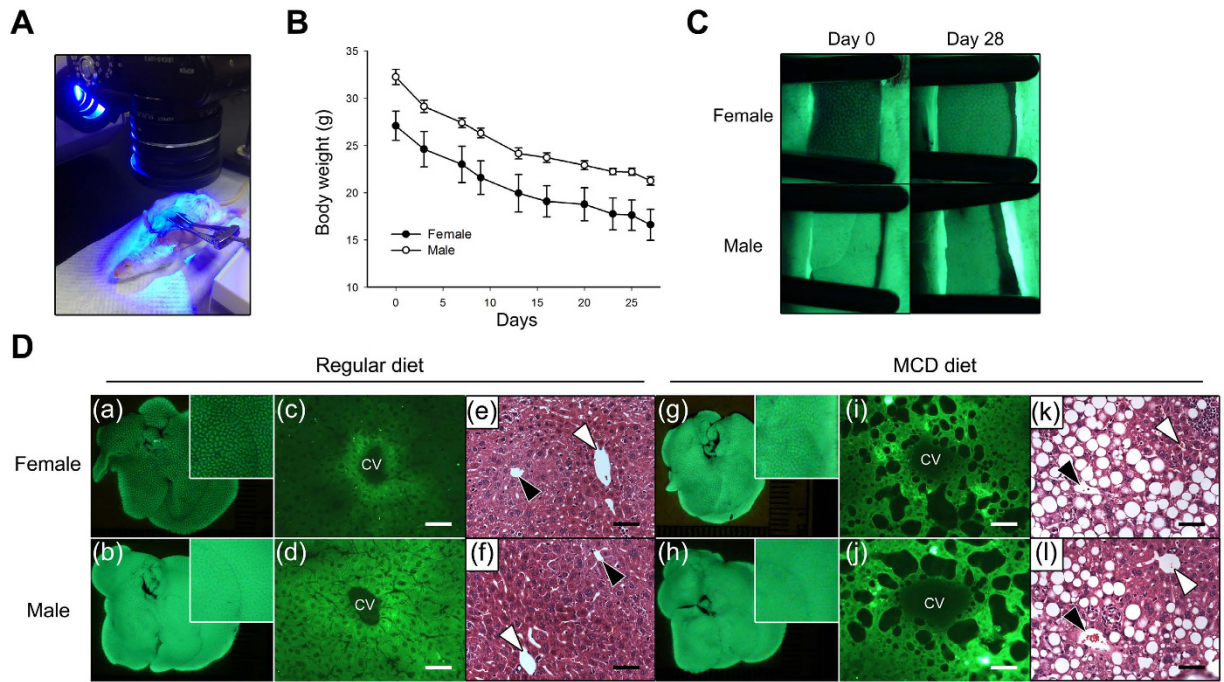 A
B
C
Body weight (g)
35
30
25
20
15
10
Female
Male
0
5
10
15
20
25
Days
Day 0
Day 28
Female
Male
D
Regular diet
MCD diet
Female
Male
(a)
(c)
CV
(e)
(g)
(i)
CV
(k)
(b)
(d)
CV
(f)
(h)
(j)
CV
(l)